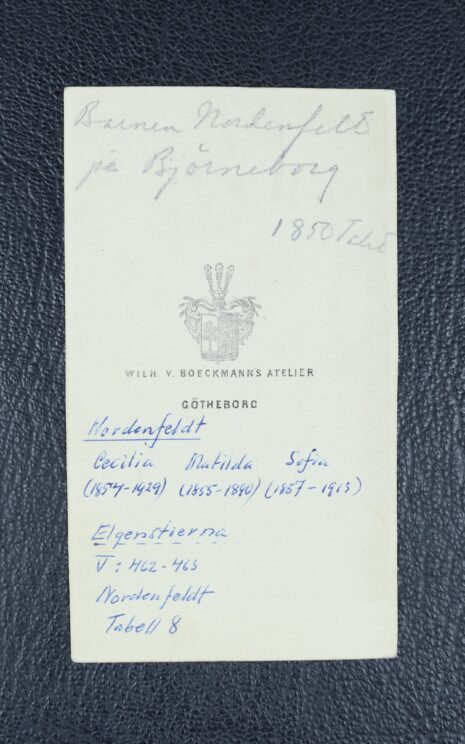 Barnen Nordenfelt
på Björneborg
1850 Talet
WILH. V. BOECKMANN'S ATELIER
GÖTHEBORG
Nordenfeldt
Cecilia Matilda Sofia
(1854-1929) (1855-1890) (1857-1913)
Elgenstierna
V: 462-465
Nordenfeldt
Tabell 8